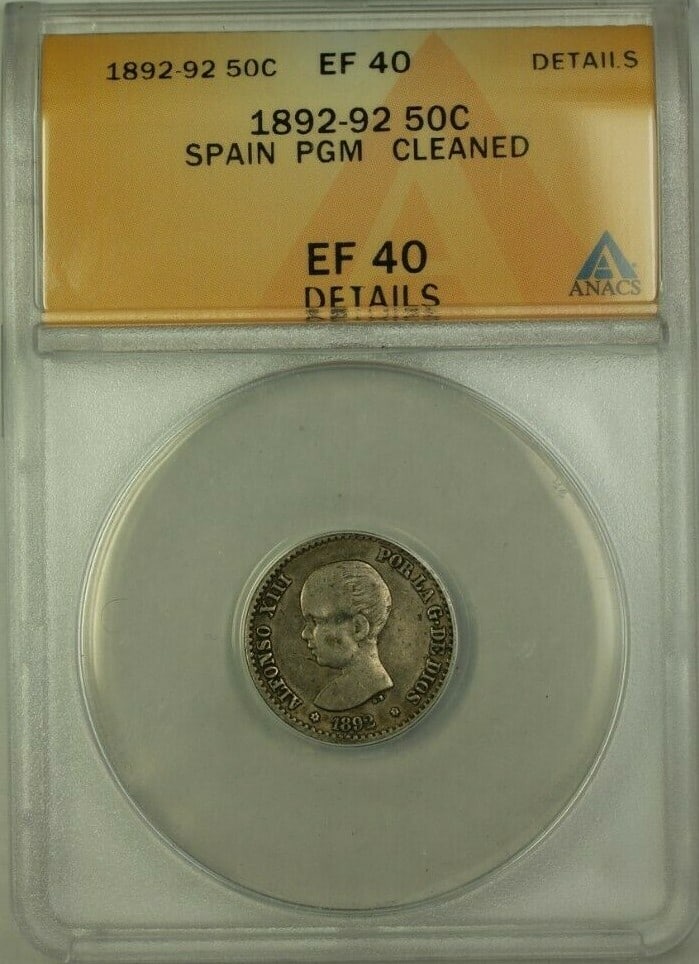 1892-92 50C EF 40 DETAILS
1892-92 50C
SPAIN PGM CLEANED
EF 40
DETAILS
ANACS
ALFONSO XIII POR LA G. DE DIOS
1892